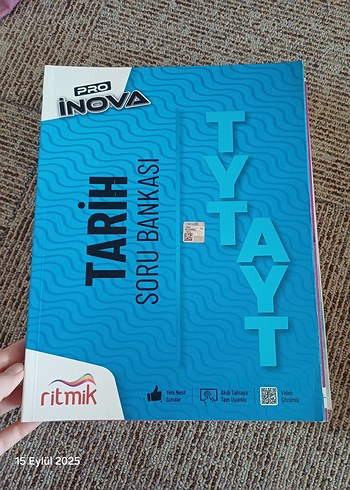 PRO
İNOVA
TARİH
SORU BANKASI
TYT
AYT
ritmik
Yeni Nesil
Sorular
Akıllı Tahtaya
Tam Uyumlu
Video
Çözümlü
15 Eylül 2025